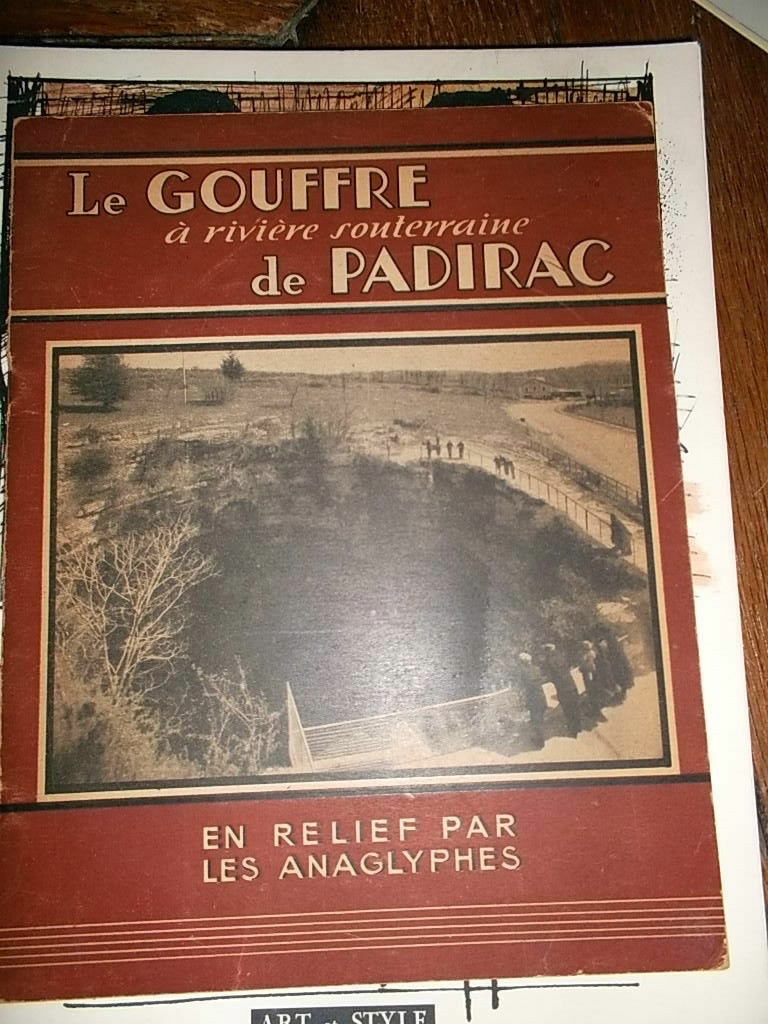 Le GOUFFRE
à rivière souterraine
de PADIRAC
EN RELIEF PAR
LES ANAGLYPHES
ART et STYLE